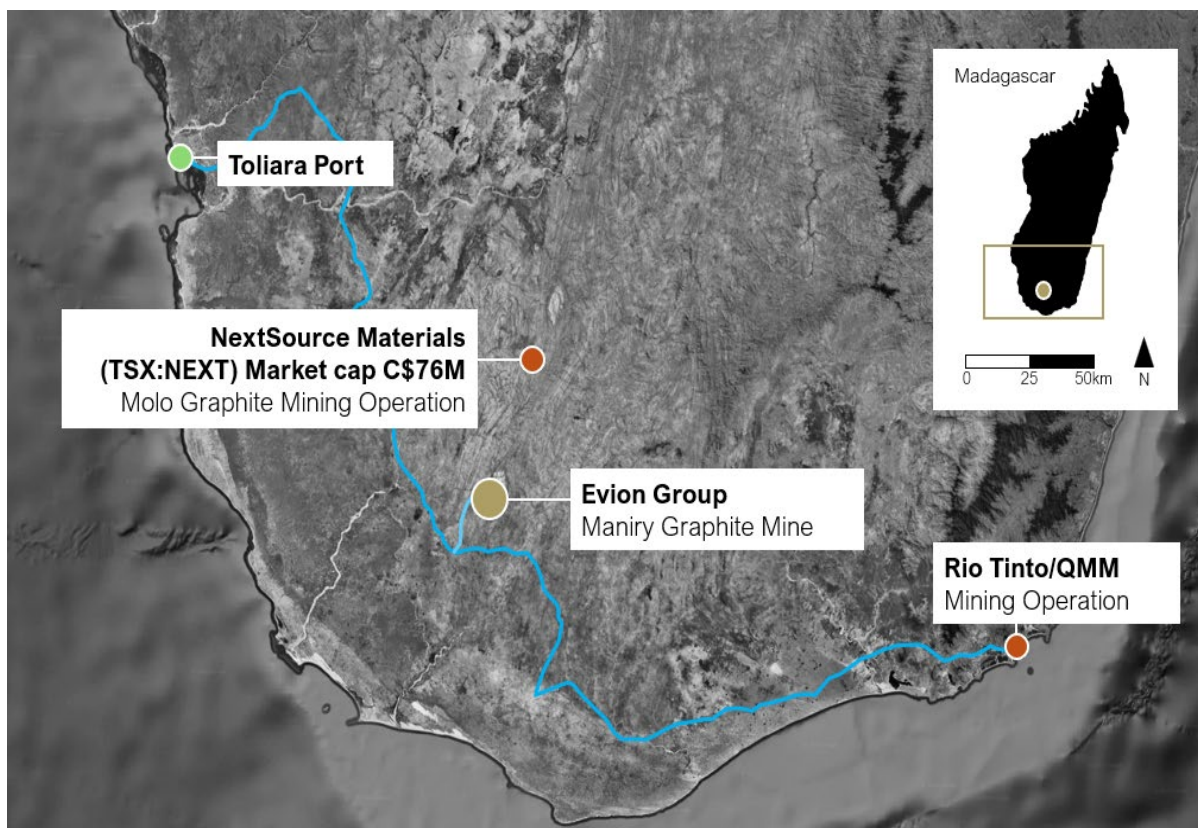 Madagascar
0
25
50km
N
Toliara Port
NextSource Materials
(TSX:NEXT) Market cap C$76M
Molo Graphite Mining Operation
Evion Group
Maniry Graphite Mine
Rio Tinto/QMM
Mining Operation